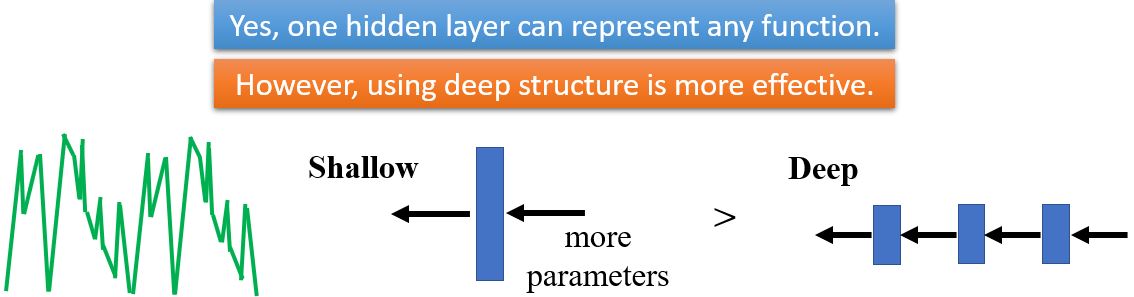 Yes, one hidden layer can represent any function.
However, using deep structure is more effective.
Shallow
more
parameters
>
Deep